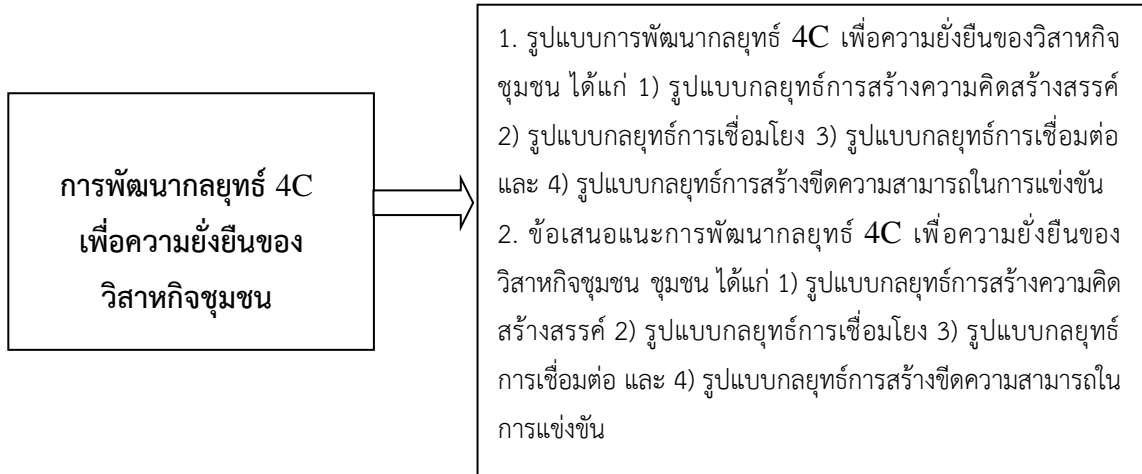 การพัฒนากลยุทธ์ 4C
เพื่อความยั่งยืนของ
วิสาหกิจชุมชน
1. รูปแบบการพัฒนากลยุทธ์ 4C เพื่อความยั่งยืนของวิสาหกิจ
ชุมชน ได้แก่ 1) รูปแบบกลยุทธ์การสร้างความคิดสร้างสรรค์
2) รูปแบบกลยุทธ์การเชื่อมโยง 3) รูปแบบกลยุทธ์การเชื่อมต่อ
และ 4) รูปแบบกลยุทธ์การสร้างขีดความสามารถในการแข่งขัน
2. ข้อเสนอแนะการพัฒนากลยุทธ์ 4C เพื่อความยั่งยืนของ
วิสาหกิจชุมชน ชุมชน ได้แก่ 1) รูปแบบกลยุทธ์การสร้างความคิด
สร้างสรรค์ 2) รูปแบบกลยุทธ์การเชื่อมโยง 3) รูปแบบกลยุทธ์
การเชื่อมต่อ และ 4) รูปแบบกลยุทธ์การสร้างขีดความสามารถใน
การแข่งขัน